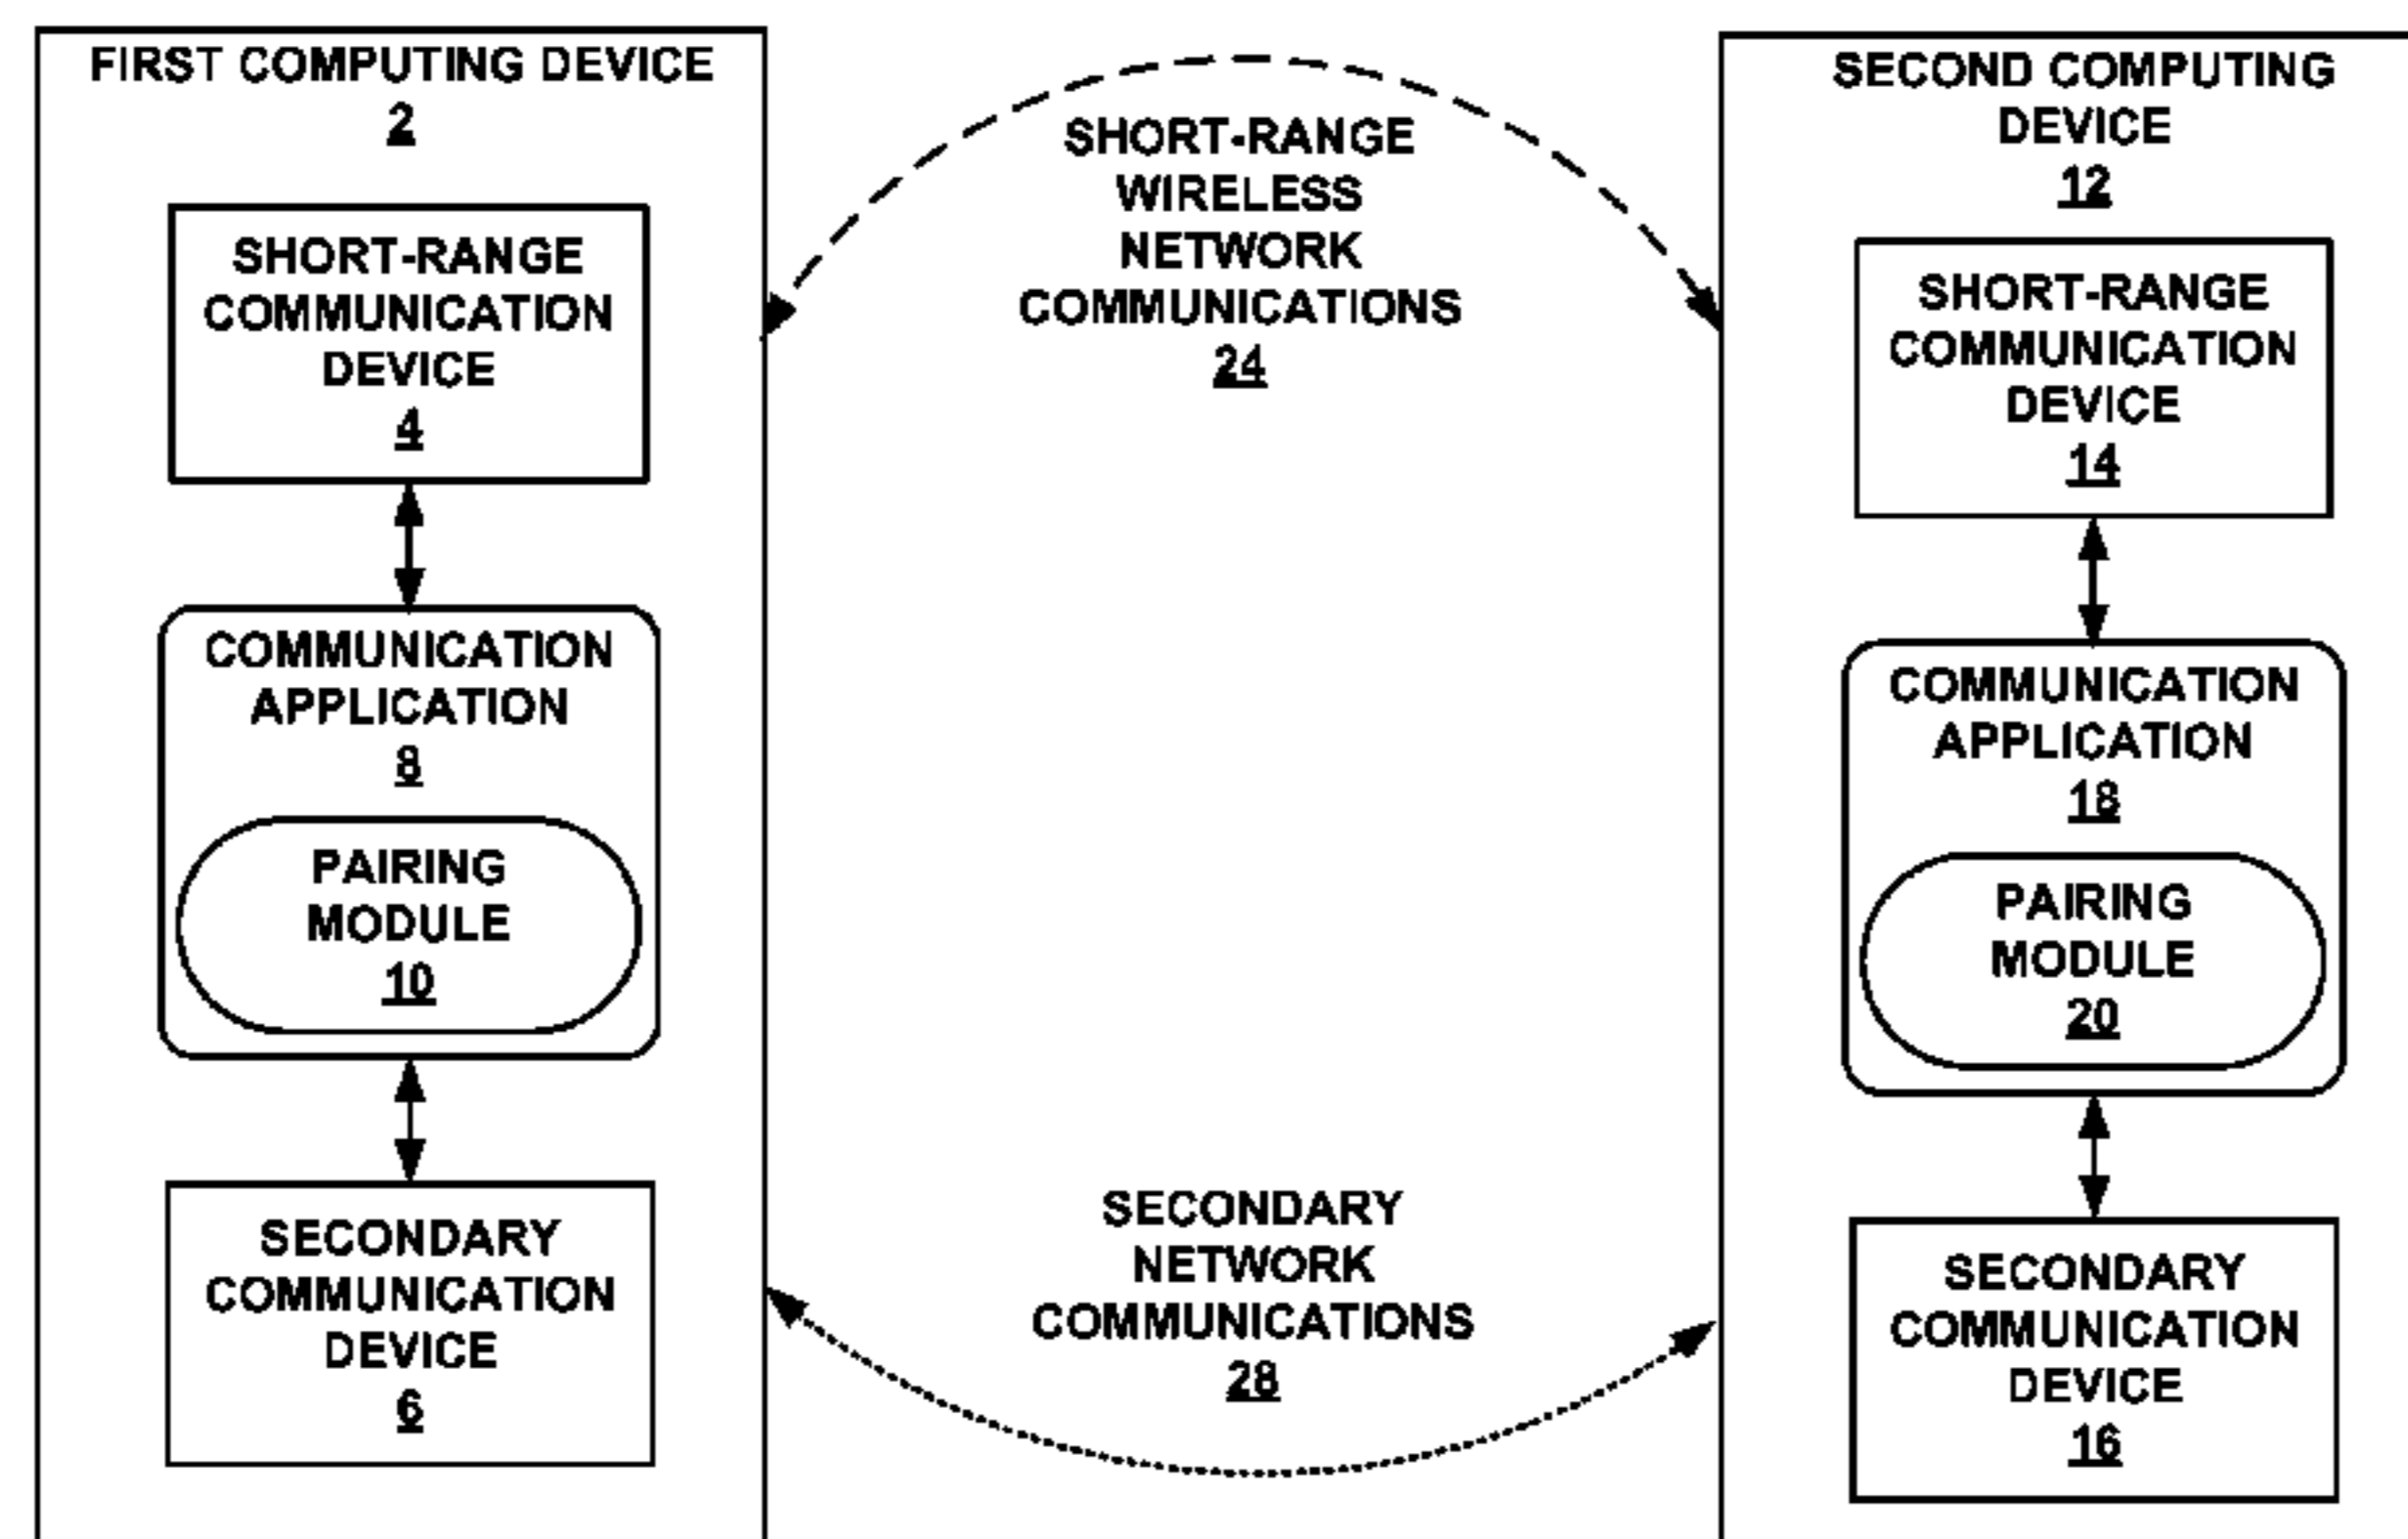 FIRST COMPUTING DEVICE
2
SHORT-RANGE
COMMUNICATION
DEVICE
4
COMMUNICATION
APPLICATION
8
PAIRING
MODULE
10
SECONDARY
COMMUNICATION
DEVICE
6
SHORT-RANGE
WIRELESS
NETWORK
COMMUNICATIONS
24
SECONDARY
NETWORK
COMMUNICATIONS
28
SECOND COMPUTING
DEVICE
12
SHORT-RANGE
COMMUNICATION
DEVICE
14
COMMUNICATION
APPLICATION
18
PAIRING
MODULE
20
SECONDARY
COMMUNICATION
DEVICE
16